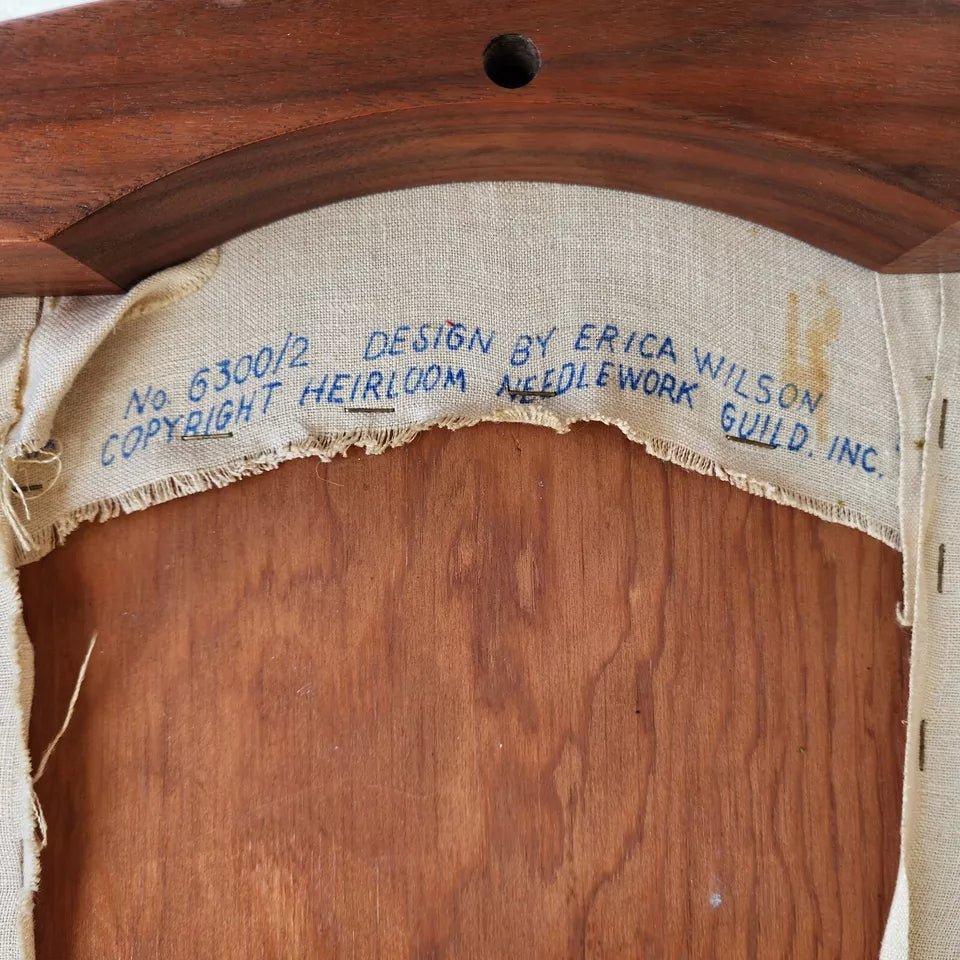 No. 6300/2 DESIGN BY ERICA WILSON
COPYRIGHT HEIRLOOM NEEDLEWORK GUILD, INC.